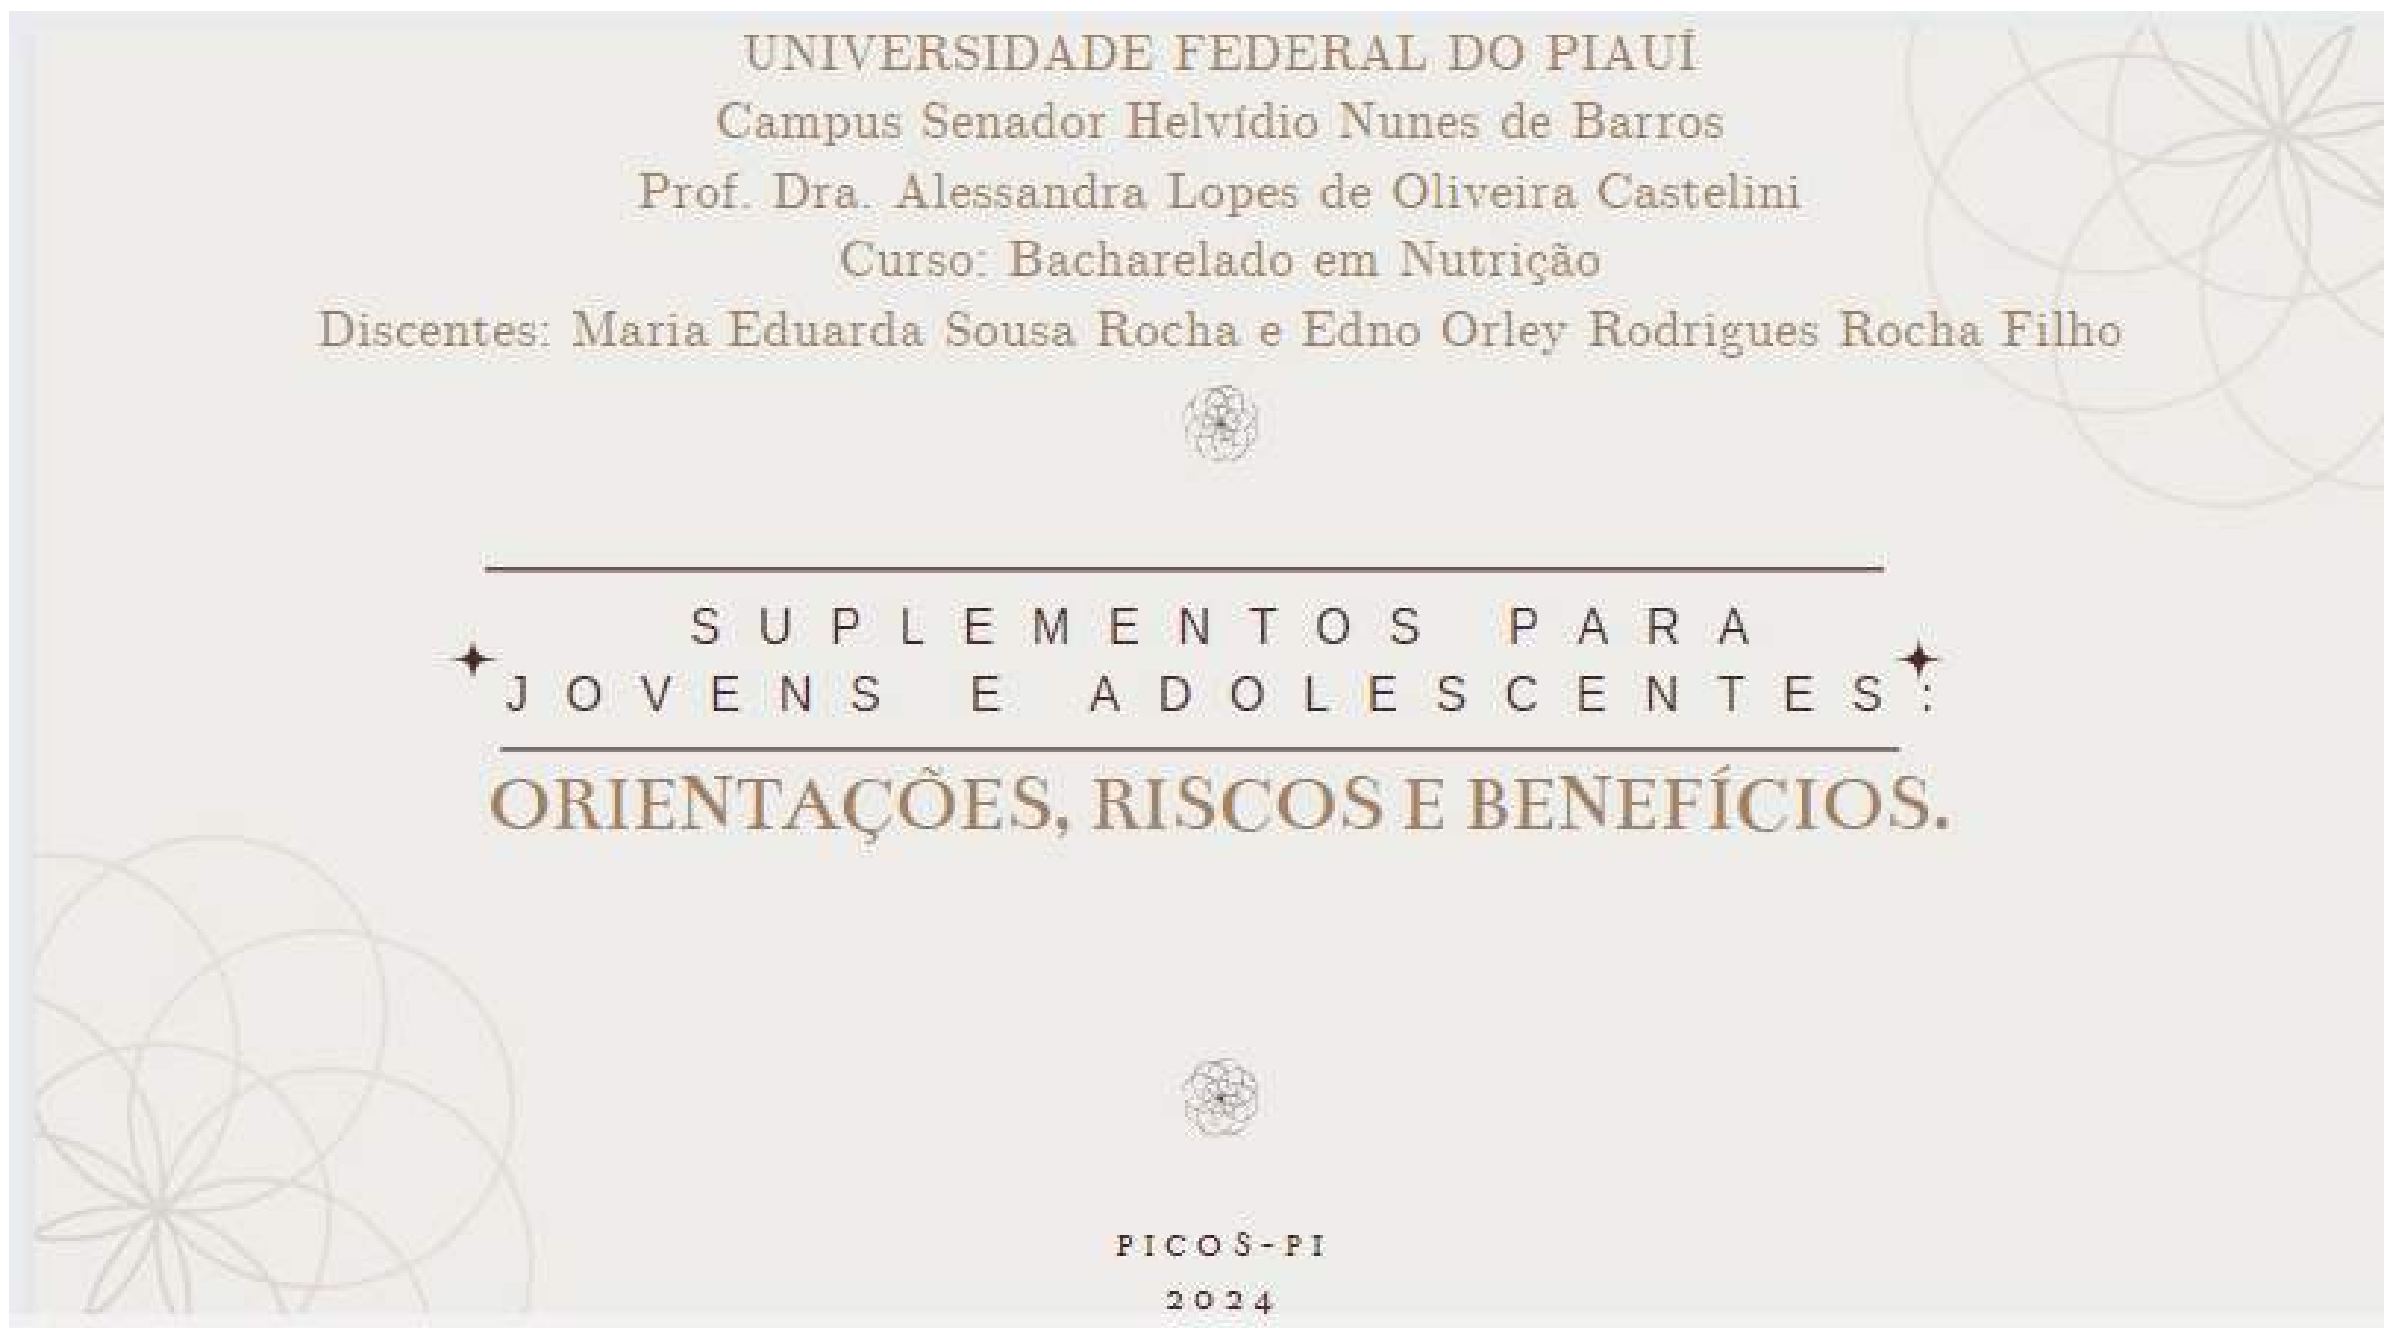 UNIVERSIDADE FEDERAL DO PIAUÍ
Campus Senador Helvídio Nunes de Barros
Prof. Dra. Alessandra Lopes de Oliveira Castelini
Curso: Bacharelado em Nutrição
Discentes: Maria Eduarda Sousa Rocha e Edno Orley Rodrigues Rocha Filho
SUPLEMENTOS PARA
JOVENS E ADOLESCENTES:
ORIENTAÇÕES, RISCOS E BENEFÍCIOS.
PICOS-PI
2024